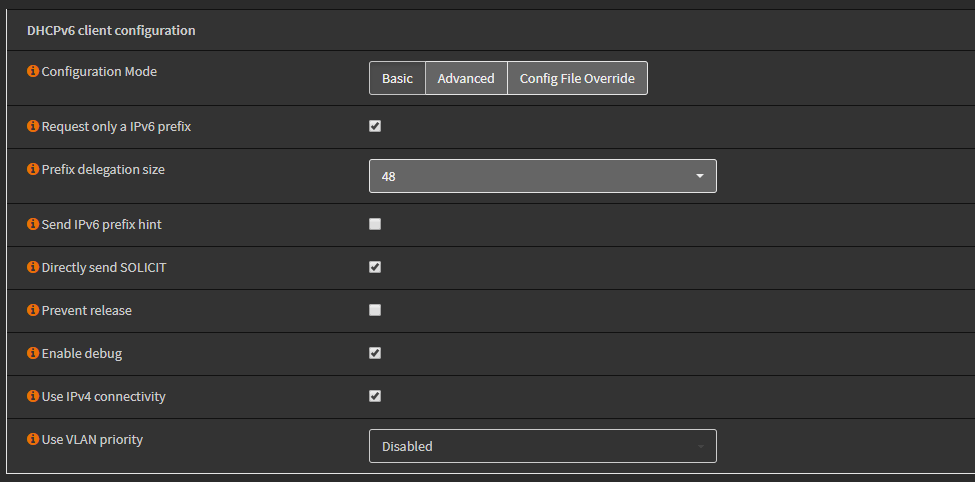 DHCPv6 client configuration
Configuration Mode
Basic Advanced Config File Override
Request only a IPv6 prefix
Prefix delegation size
48
Send IPv6 prefix hint
Directly send SOLICIT
Prevent release
Enable debug
Use IPv4 connectivity
Use VLAN priority
Disabled